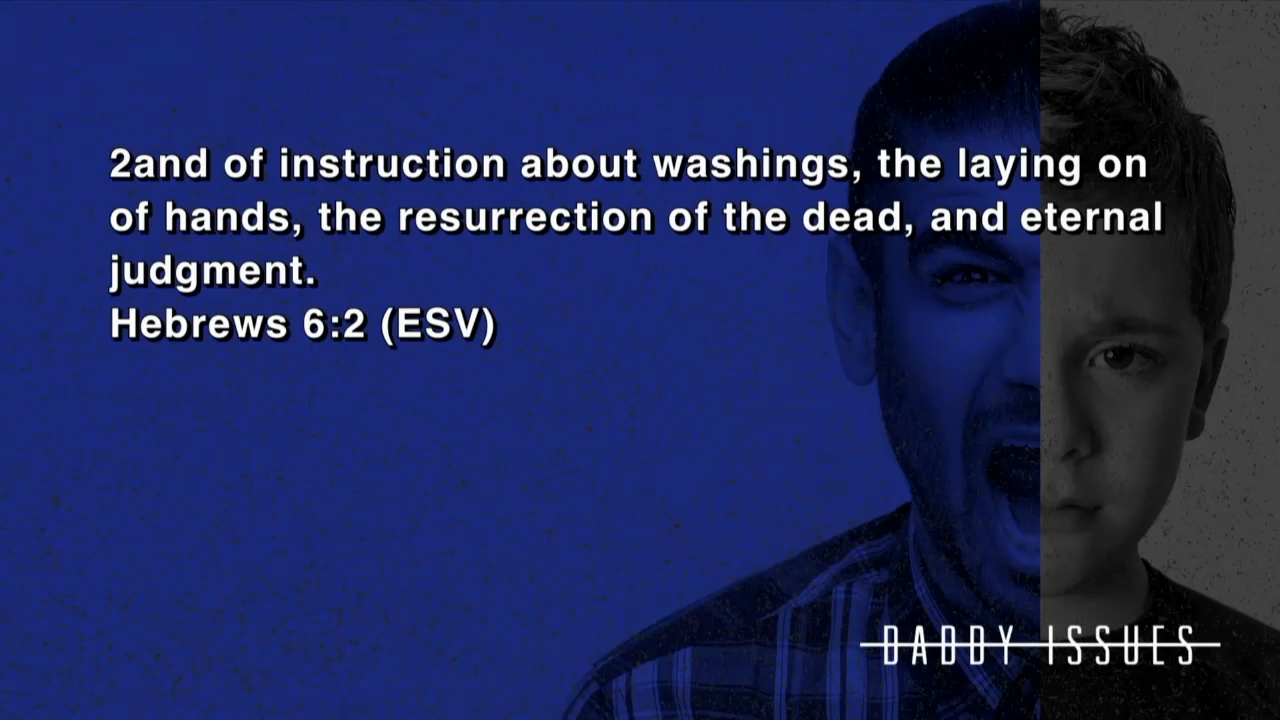 2and of instruction about washings, the laying on
of hands, the resurrection of the dead, and eternal
judgment.
Hebrews 6:2 (ESV)
DADDY ISSUES